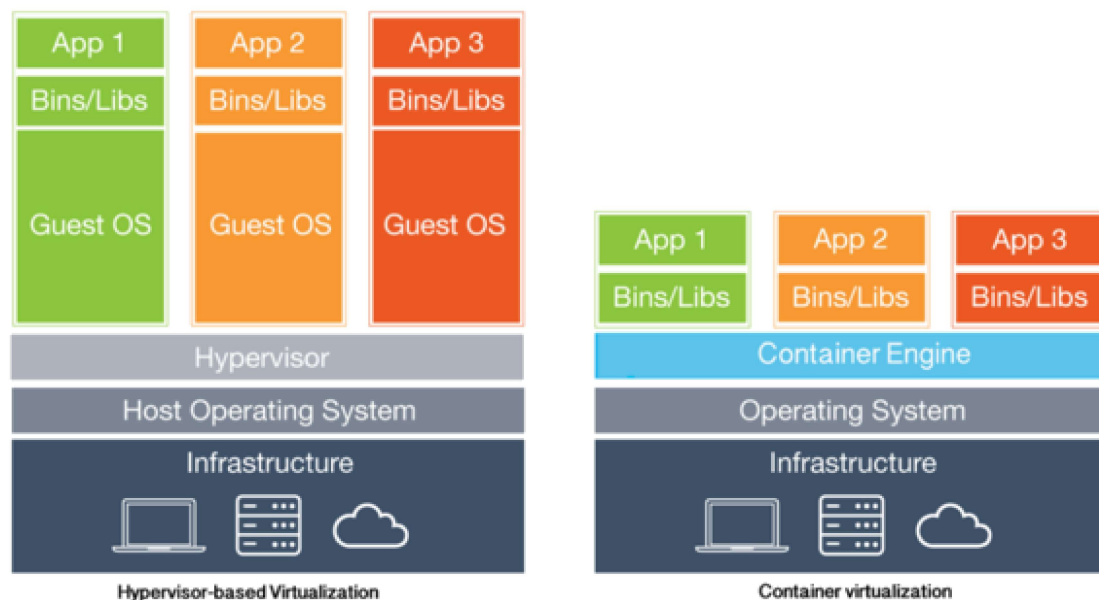 App 1
App 2
App 3
Bins/Libs
Bins/Libs
Bins/Libs
Guest OS
Guest OS
Guest OS
Hypervisor
Host Operating System
Infrastructure
Hypervisor-based Virtualization
App 1
App 2
App 3
Bins/Libs
Bins/Libs
Bins/Libs
Container Engine
Operating System
Infrastructure
Container virtualization